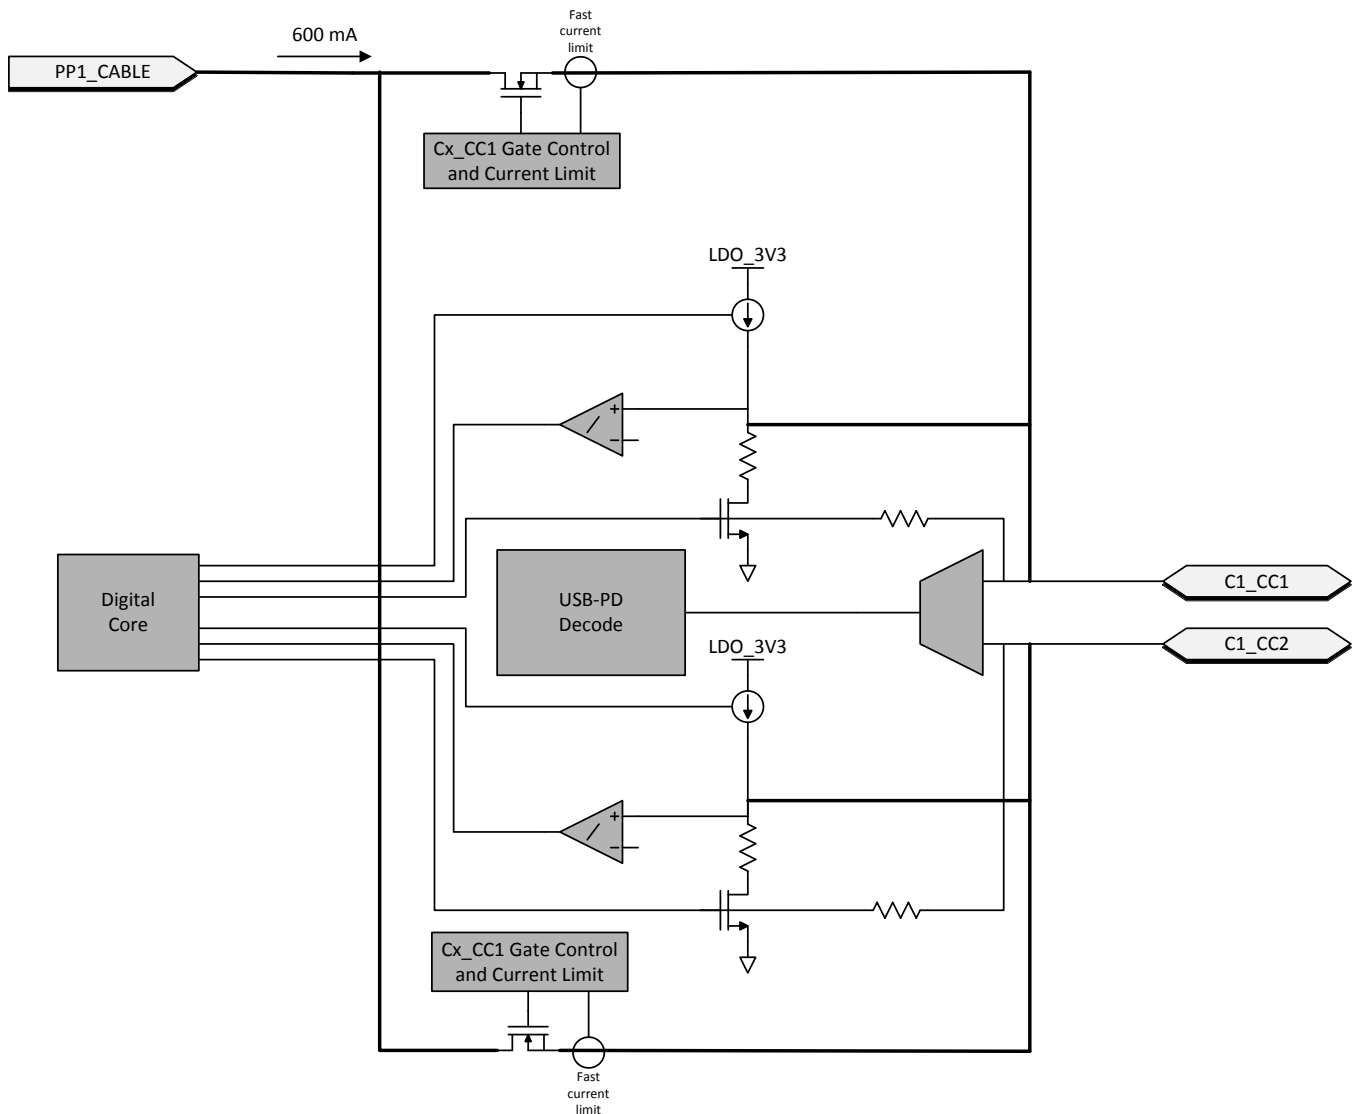 Fast
current
limit
600 mA
PP1_CABLE
Cx_CC1 Gate Control
and Current Limit
LDO_3V3
+
-
Digital
Core
USB-PD
Decode
C1_CC1
C1_CC2
LDO_3V3
+
-
Cx_CC1 Gate Control
and Current Limit
Fast
current
limit